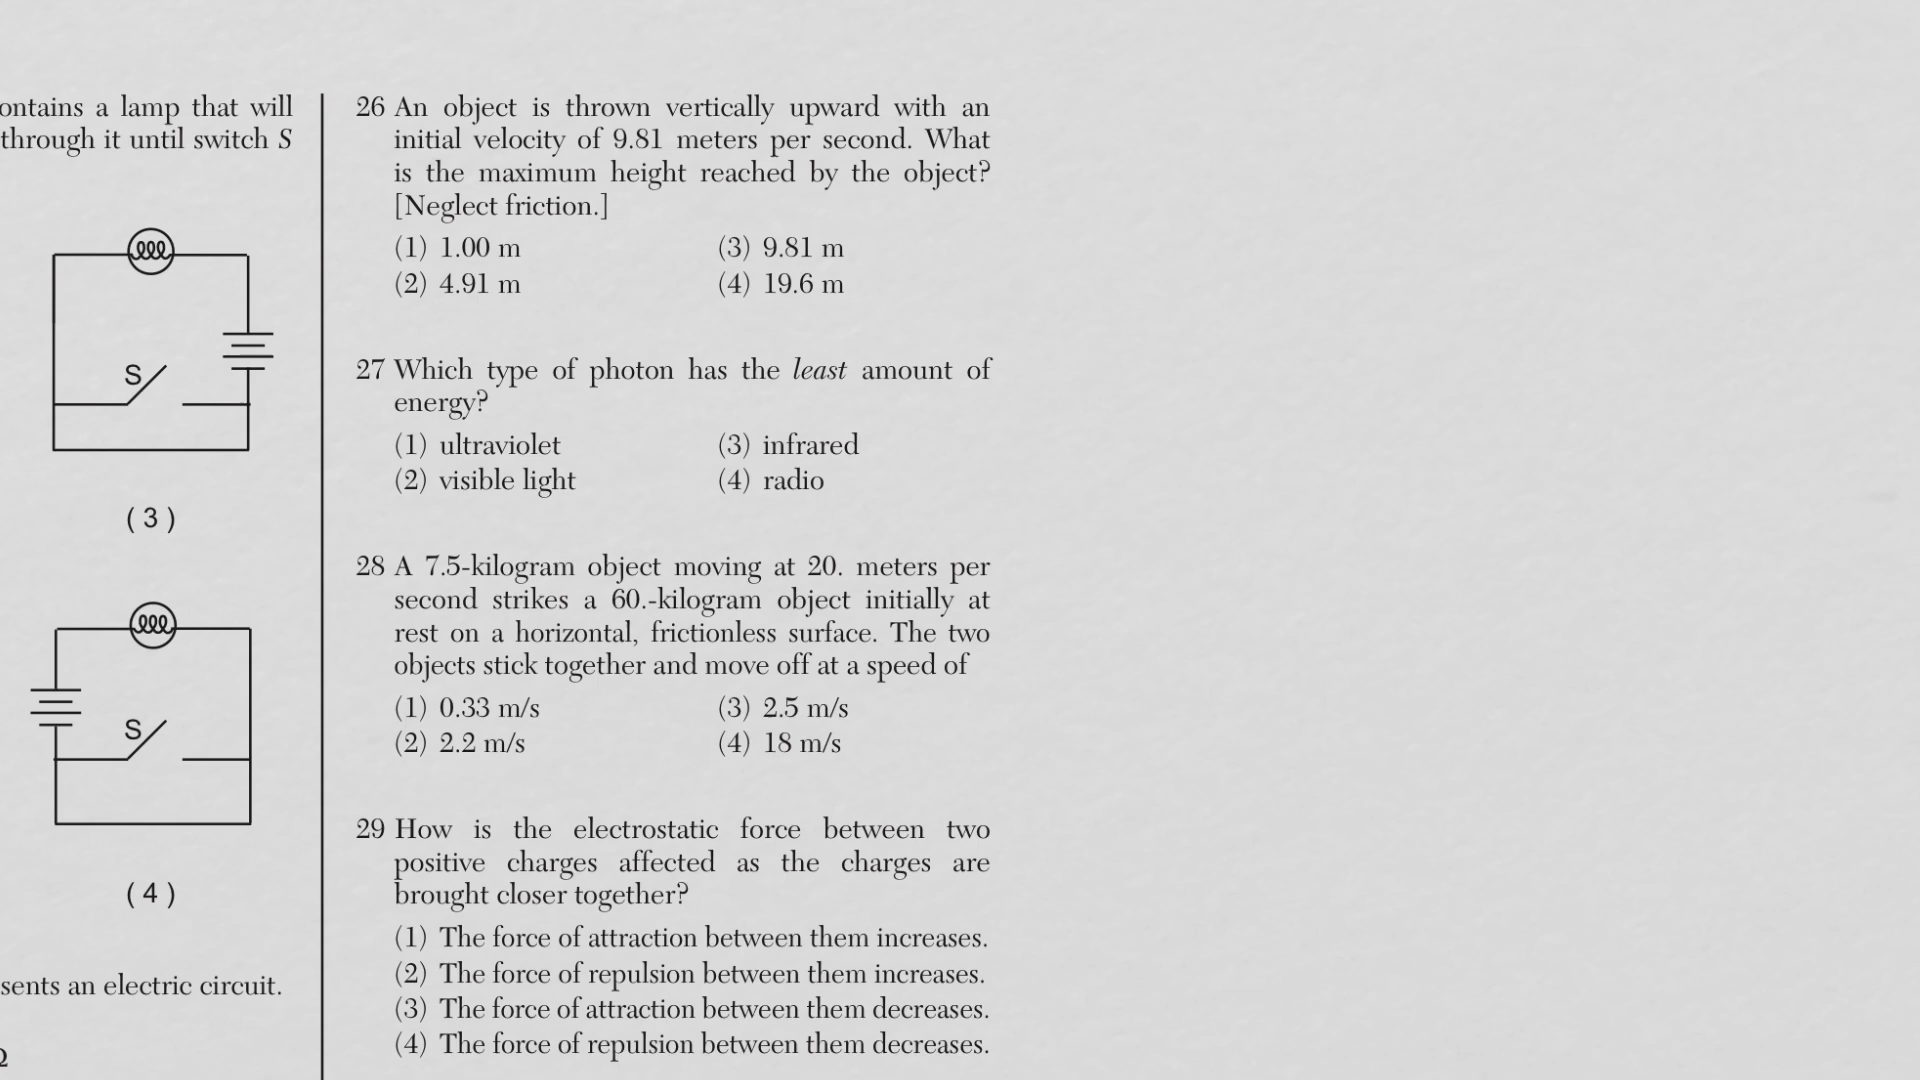 ontains a lamp that will
through it until switch S
S
( 3 )
S
( 4 )
sents an electric circuit.
26 An object is thrown vertically upward with an
initial velocity of 9.81 meters per second. What
is the maximum height reached by the object?
[Neglect friction.]
(1) 1.00 m (3) 9.81 m
(2) 4.91 m (4) 19.6 m
27 Which type of photon has the least amount of
energy?
(1) ultraviolet (3) infrared
(2) visible light (4) radio
28 A 7.5-kilogram object moving at 20. meters per
second strikes a 60.-kilogram object initially at
rest on a horizontal, frictionless surface. The two
objects stick together and move off at a speed of
(1) 0.33 m/s (3) 2.5 m/s
(2) 2.2 m/s (4) 18 m/s
29 How is the electrostatic force between two
positive charges affected as the charges are
brought closer together?
(1) The force of attraction between them increases.
(2) The force of repulsion between them increases.
(3) The force of attraction between them decreases.
(4) The force of repulsion between them decreases.